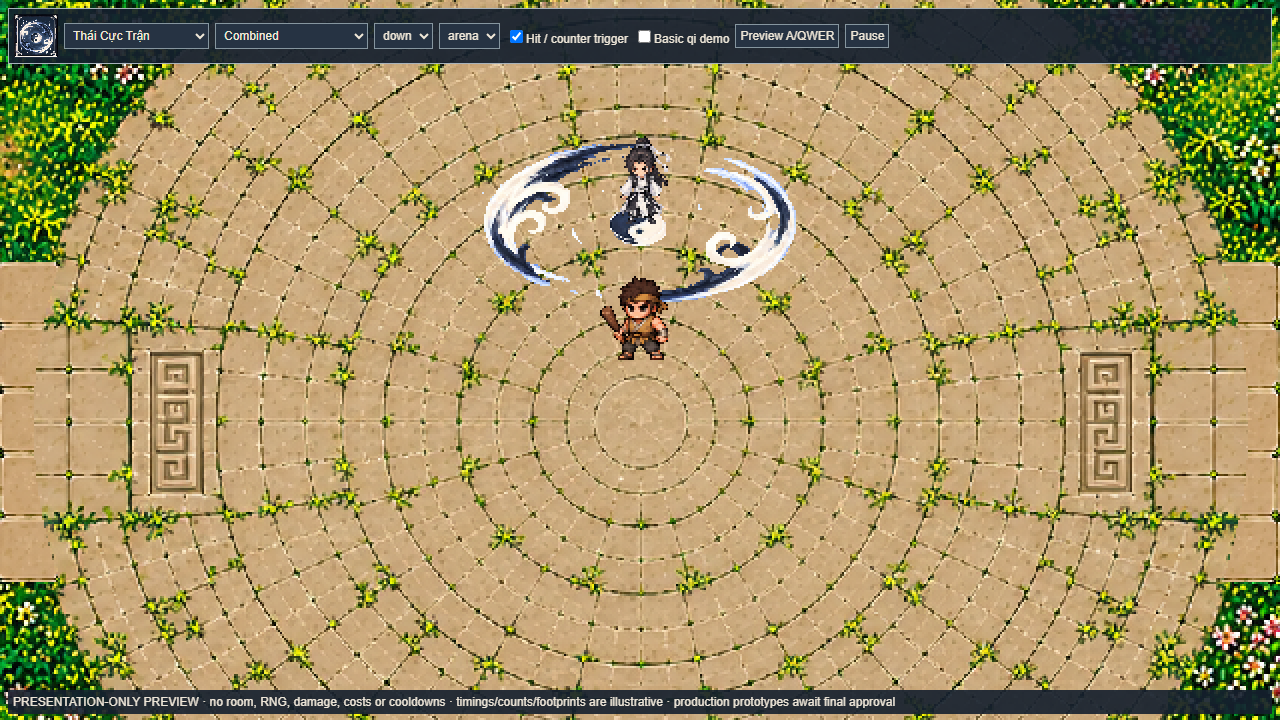 Thái Cực Trận Combined down arena Hit / counter trigger Basic qi demo Preview A/QWER Pause
PRESENTATION-ONLY PREVIEW · no room, RNG, damage, costs or cooldowns · timings/counts/footprints are illustrative · production prototypes await final approval